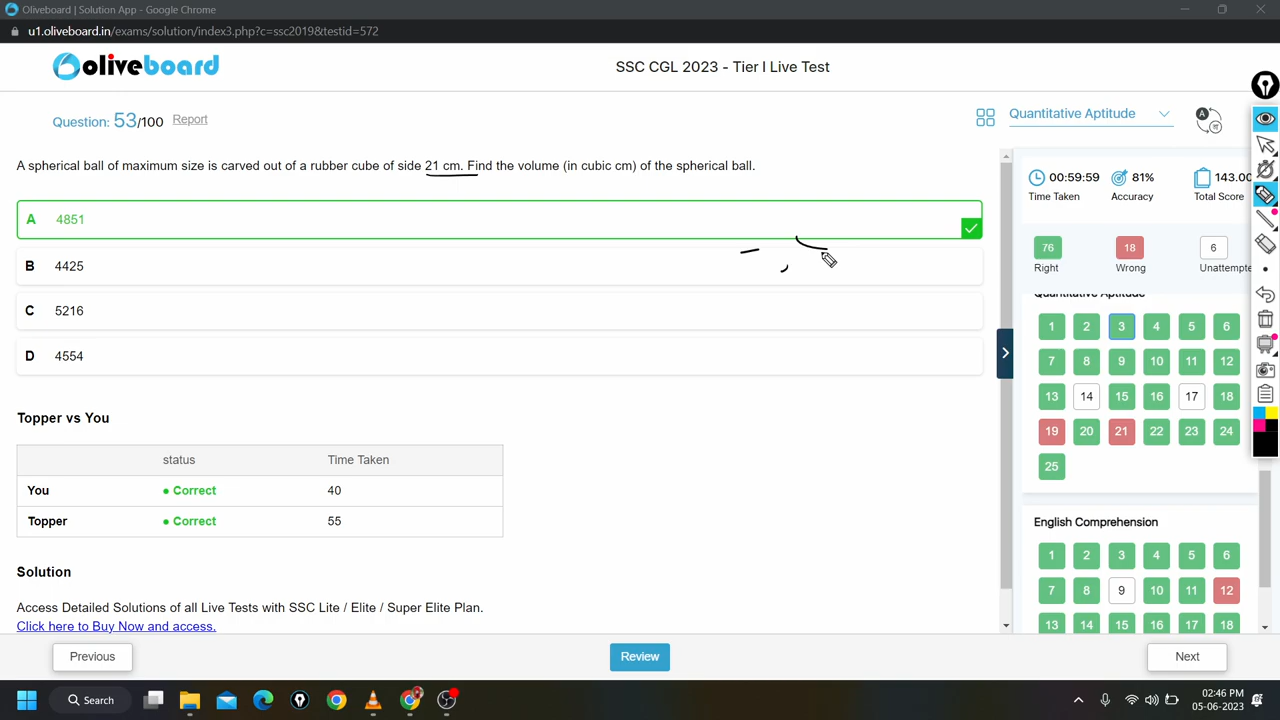 Oliveboard | Solution App - Google Chrome
u1.oliveboard.in/exams/solution/index3.php?c=ssc2019&testid=572
oliveboard
SSC CGL 2023 - Tier I Live Test
Question: 53/100 Report
Quantitative Aptitude
A
A spherical ball of maximum size is carved out of a rubber cube of side 21 cm. Find the volume (in cubic cm) of the spherical ball.
A 4851
B 4425
C 5216
D 4554
Topper vs You
status Time Taken
You Correct 40
Topper Correct 55
Solution
Access Detailed Solutions of all Live Tests with SSC Lite / Elite / Super Elite Plan.
Click here to Buy Now and access.
00:59:59 81% 143.00
Time Taken Accuracy Total Score
76 18 6
Right Wrong Unattempte
Quantitative Aptitude
1 2 3 4 5 6
7 8 9 10 11 12
13 14 15 16 17 18
19 20 21 22 23 24
25
English Comprehension
1 2 3 4 5 6
7 8 9 10 11 12
13 14 15 16 17 18
Previous Review Next
Search
02:46 PM
05-06-2023